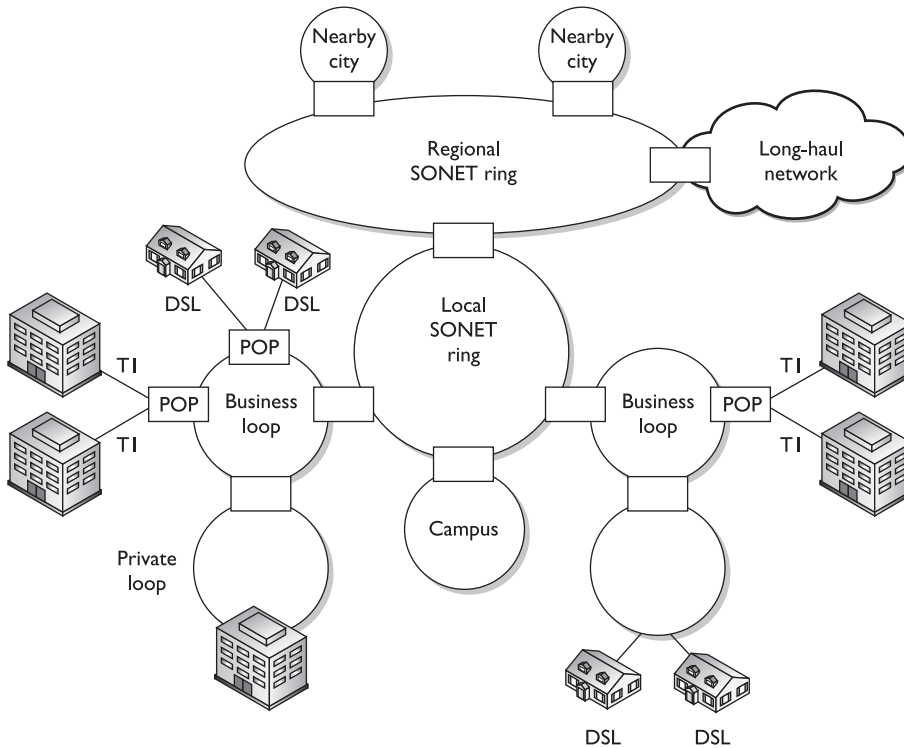 Nearby
city
Nearby
city
Regional
SONET ring
Long-haul
network
DSL
DSL
Local
SONET
ring
POP
T1
POP
Business
loop
Business
loop
POP
T1
T1
T1
Campus
Private
loop
DSL
DSL